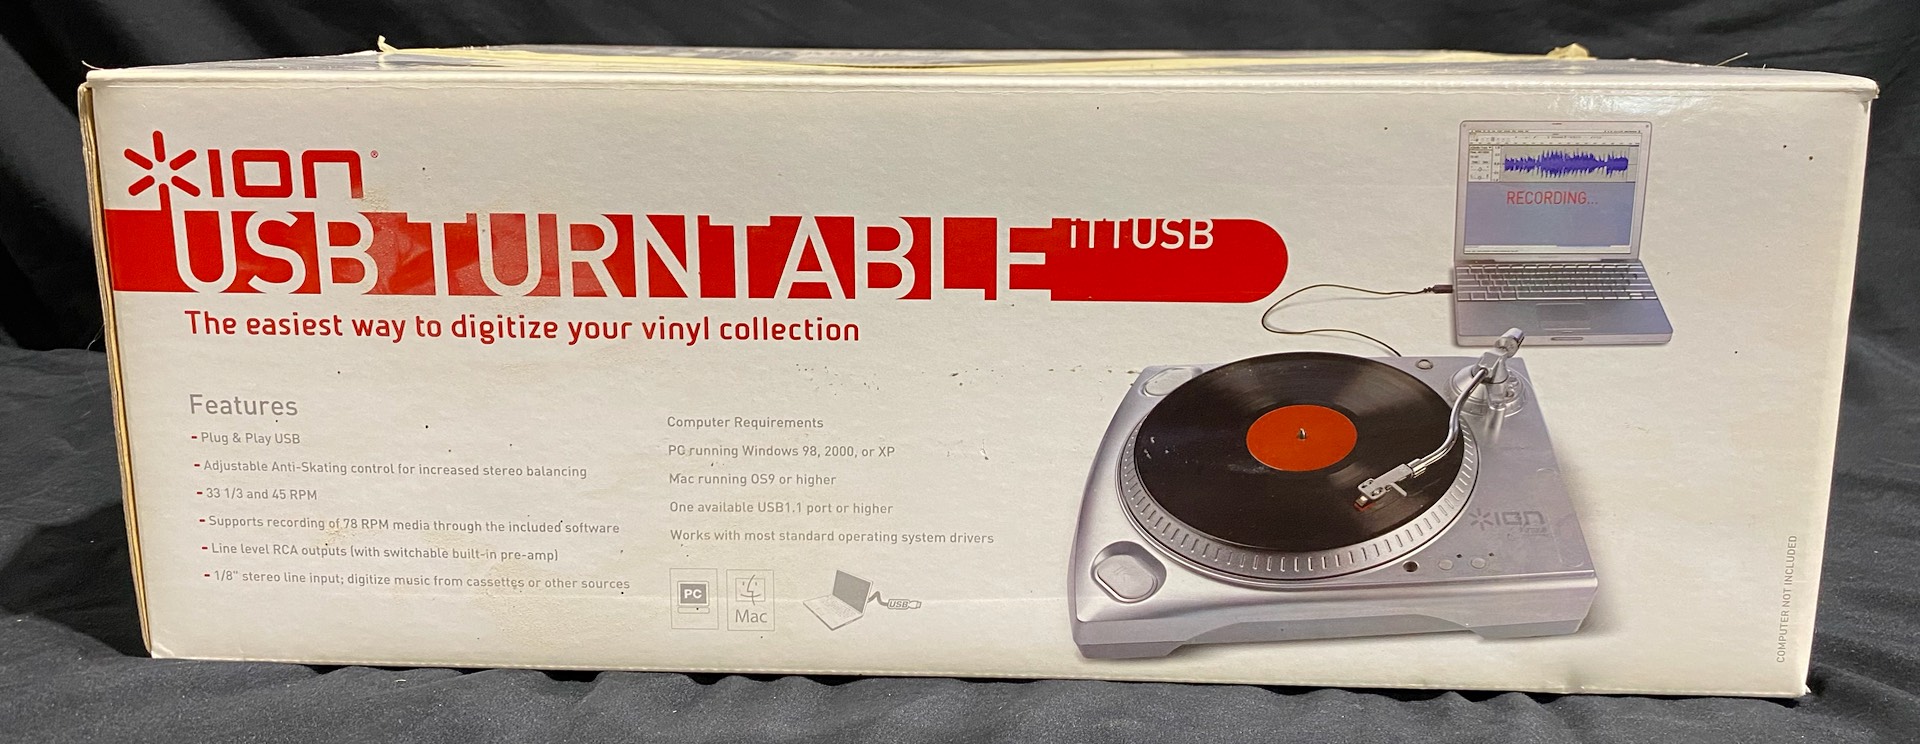 ION®
USB TURNTABLE iTTUSB
The easiest way to digitize your vinyl collection
RECORDING...
Features
- Plug & Play USB
- Adjustable Anti-Skating control for increased stereo balancing
- 33 1/3 and 45 RPM
- Supports recording of 78 RPM media through the included software
- Line level RCA outputs (with switchable built-in pre-amp)
- 1/8" stereo line input; digitize music from cassettes or other sources
Computer Requirements
PC running Windows 98, 2000, or XP
Mac running OS9 or higher
One available USB1.1 port or higher
Works with most standard operating system drivers
PC
Mac
USB
ION
COMPUTER NOT INCLUDED